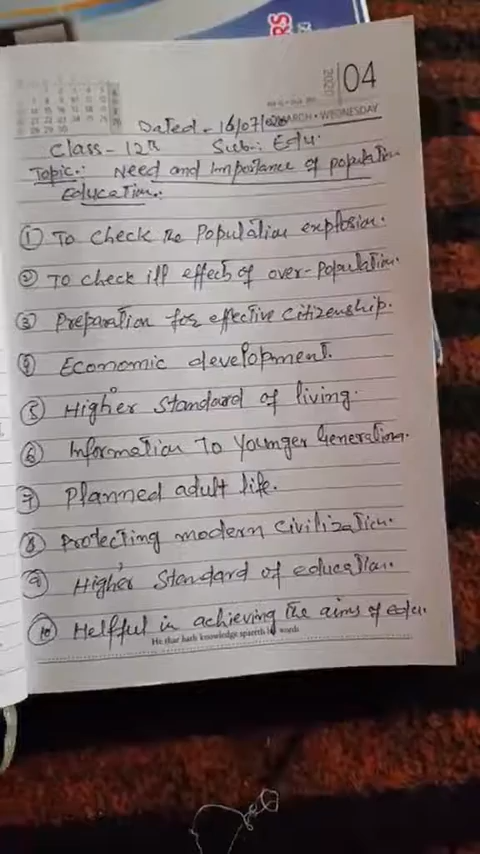 RS
2020
04
MARCH • WEDNESDAY
Dated - 16/07/020
Class - 12th Sub:- Edu.
Topic:- Need and Importance of population
Education:-
① To Check the Population explosion.
② To check ill effects of over-Population.
③ Preparation for effective Citizenship.
④ Economic development.
⑤ Higher Standard of living.
⑥ Information To Younger Generation.
⑦ Planned adult life.
⑧ Protecting modern Civilization.
⑨ Higher Standard of education.
⑩ Helpful in achieving the aims of Edu.
He that hath knowledge spareth his words